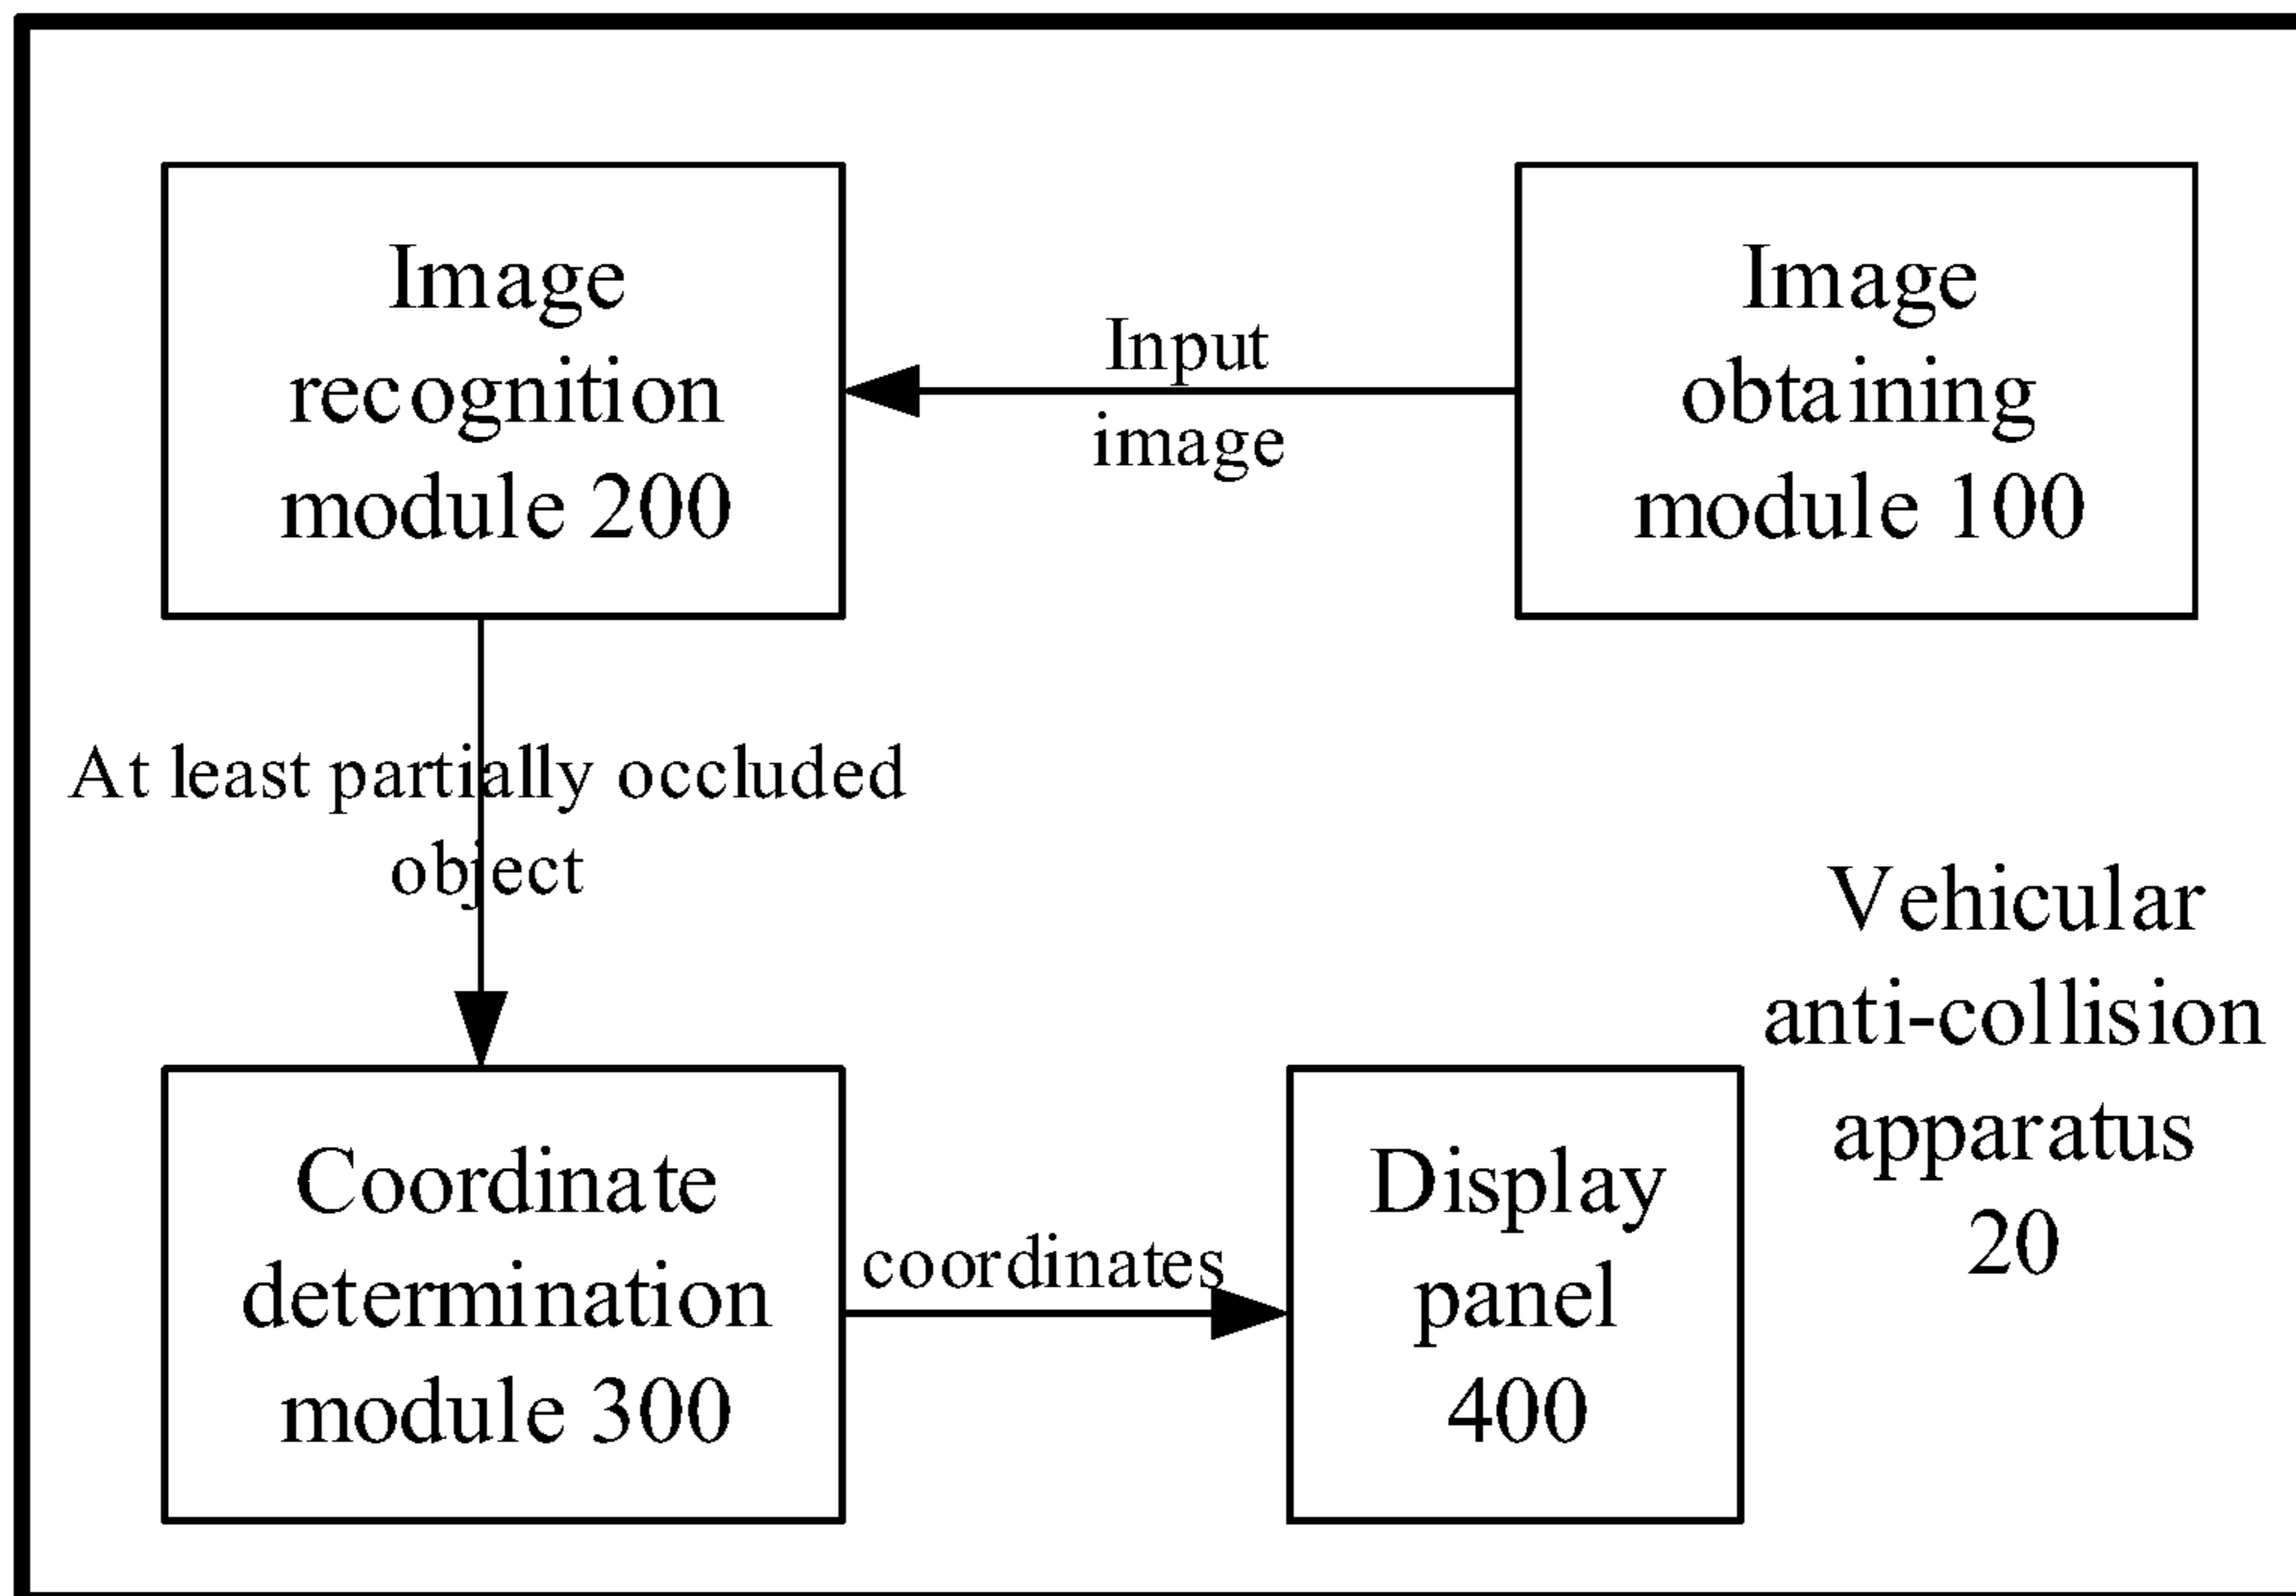 Image
recognition
module 200
Input
image
Image
obtaining
module 100
At least partially occluded
object
Vehicular
anti-collision
apparatus
20
Coordinate
determination
module 300
coordinates
Display
panel
400